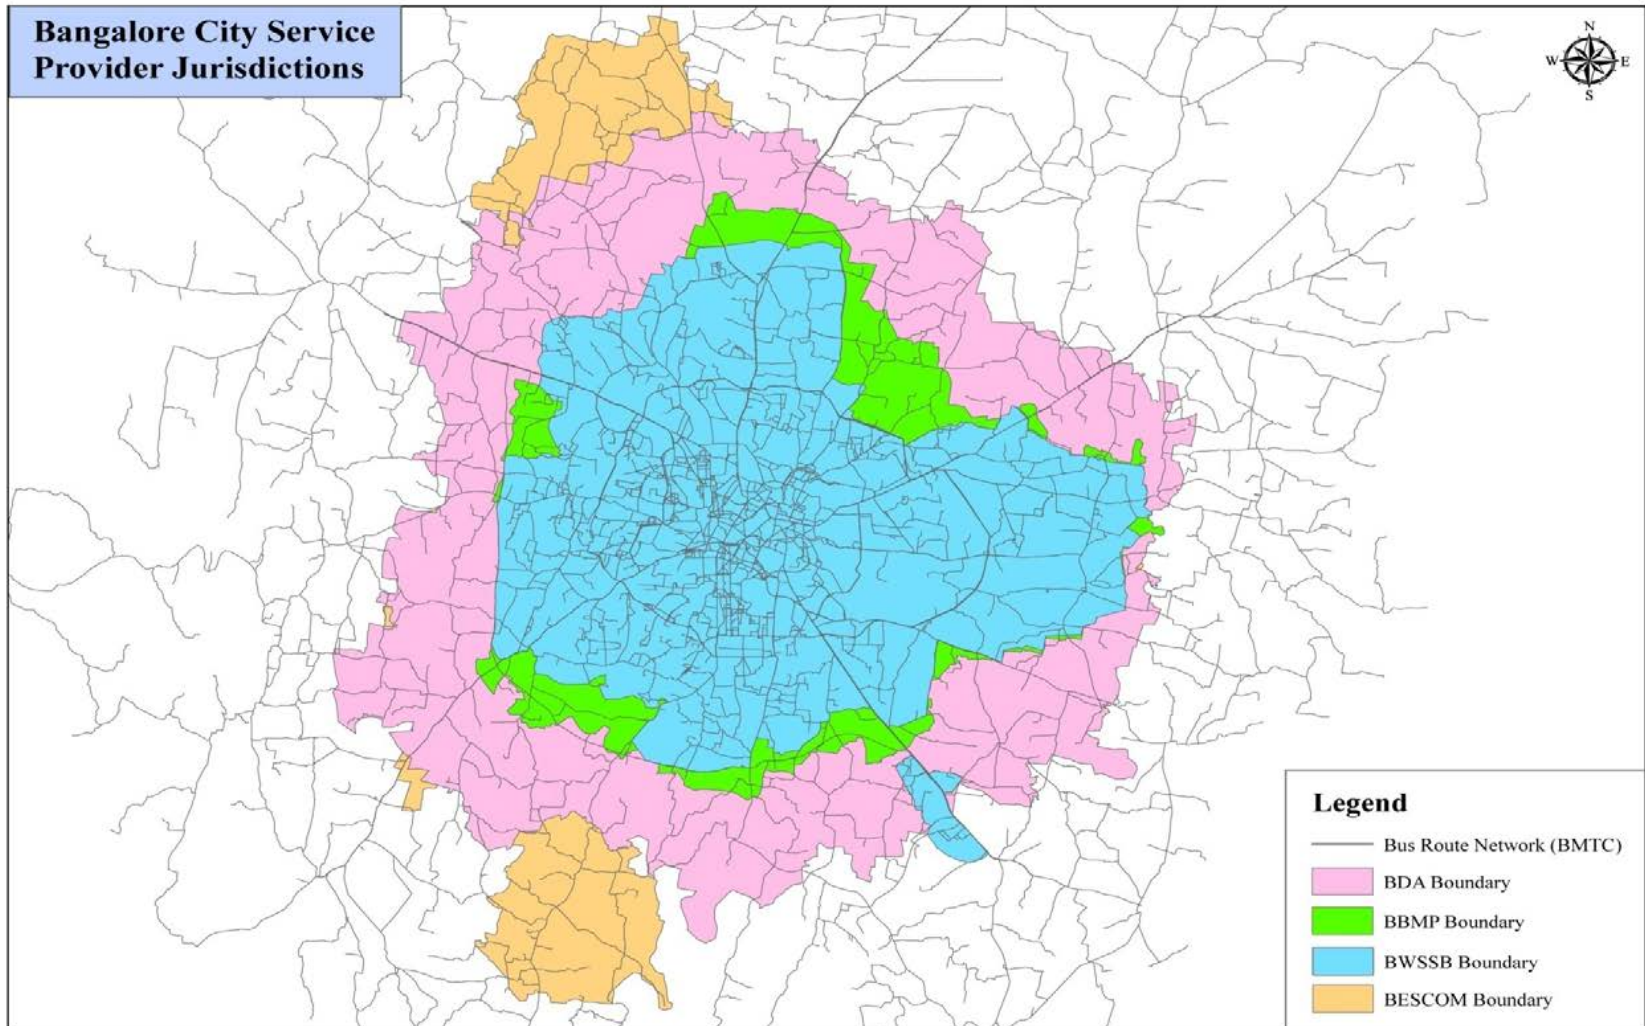 Bangalore City Service
Provider Jurisdictions
N
W
E
S
Legend
Bus Route Network (BMTC)
BDA Boundary
BBMP Boundary
BWSSB Boundary
BESCOM Boundary